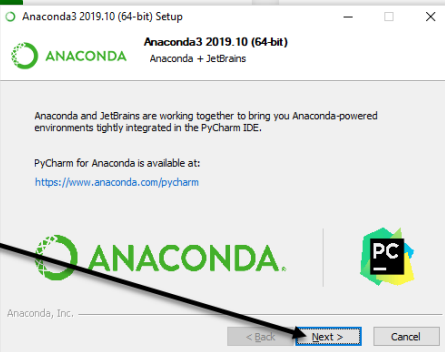 Anaconda3 2019.10 (64-bit) Setup
Anaconda3 2019.10 (64-bit)
ANACONDA
Anaconda + JetBrains
Anaconda and JetBrains are working together to bring you Anaconda-powered
environments tightly integrated in the PyCharm IDE.
PyCharm for Anaconda is available at:
https://www.anaconda.com/pycharm
ANACONDA.
PC
Anaconda, Inc.
< Back
Next >
Cancel